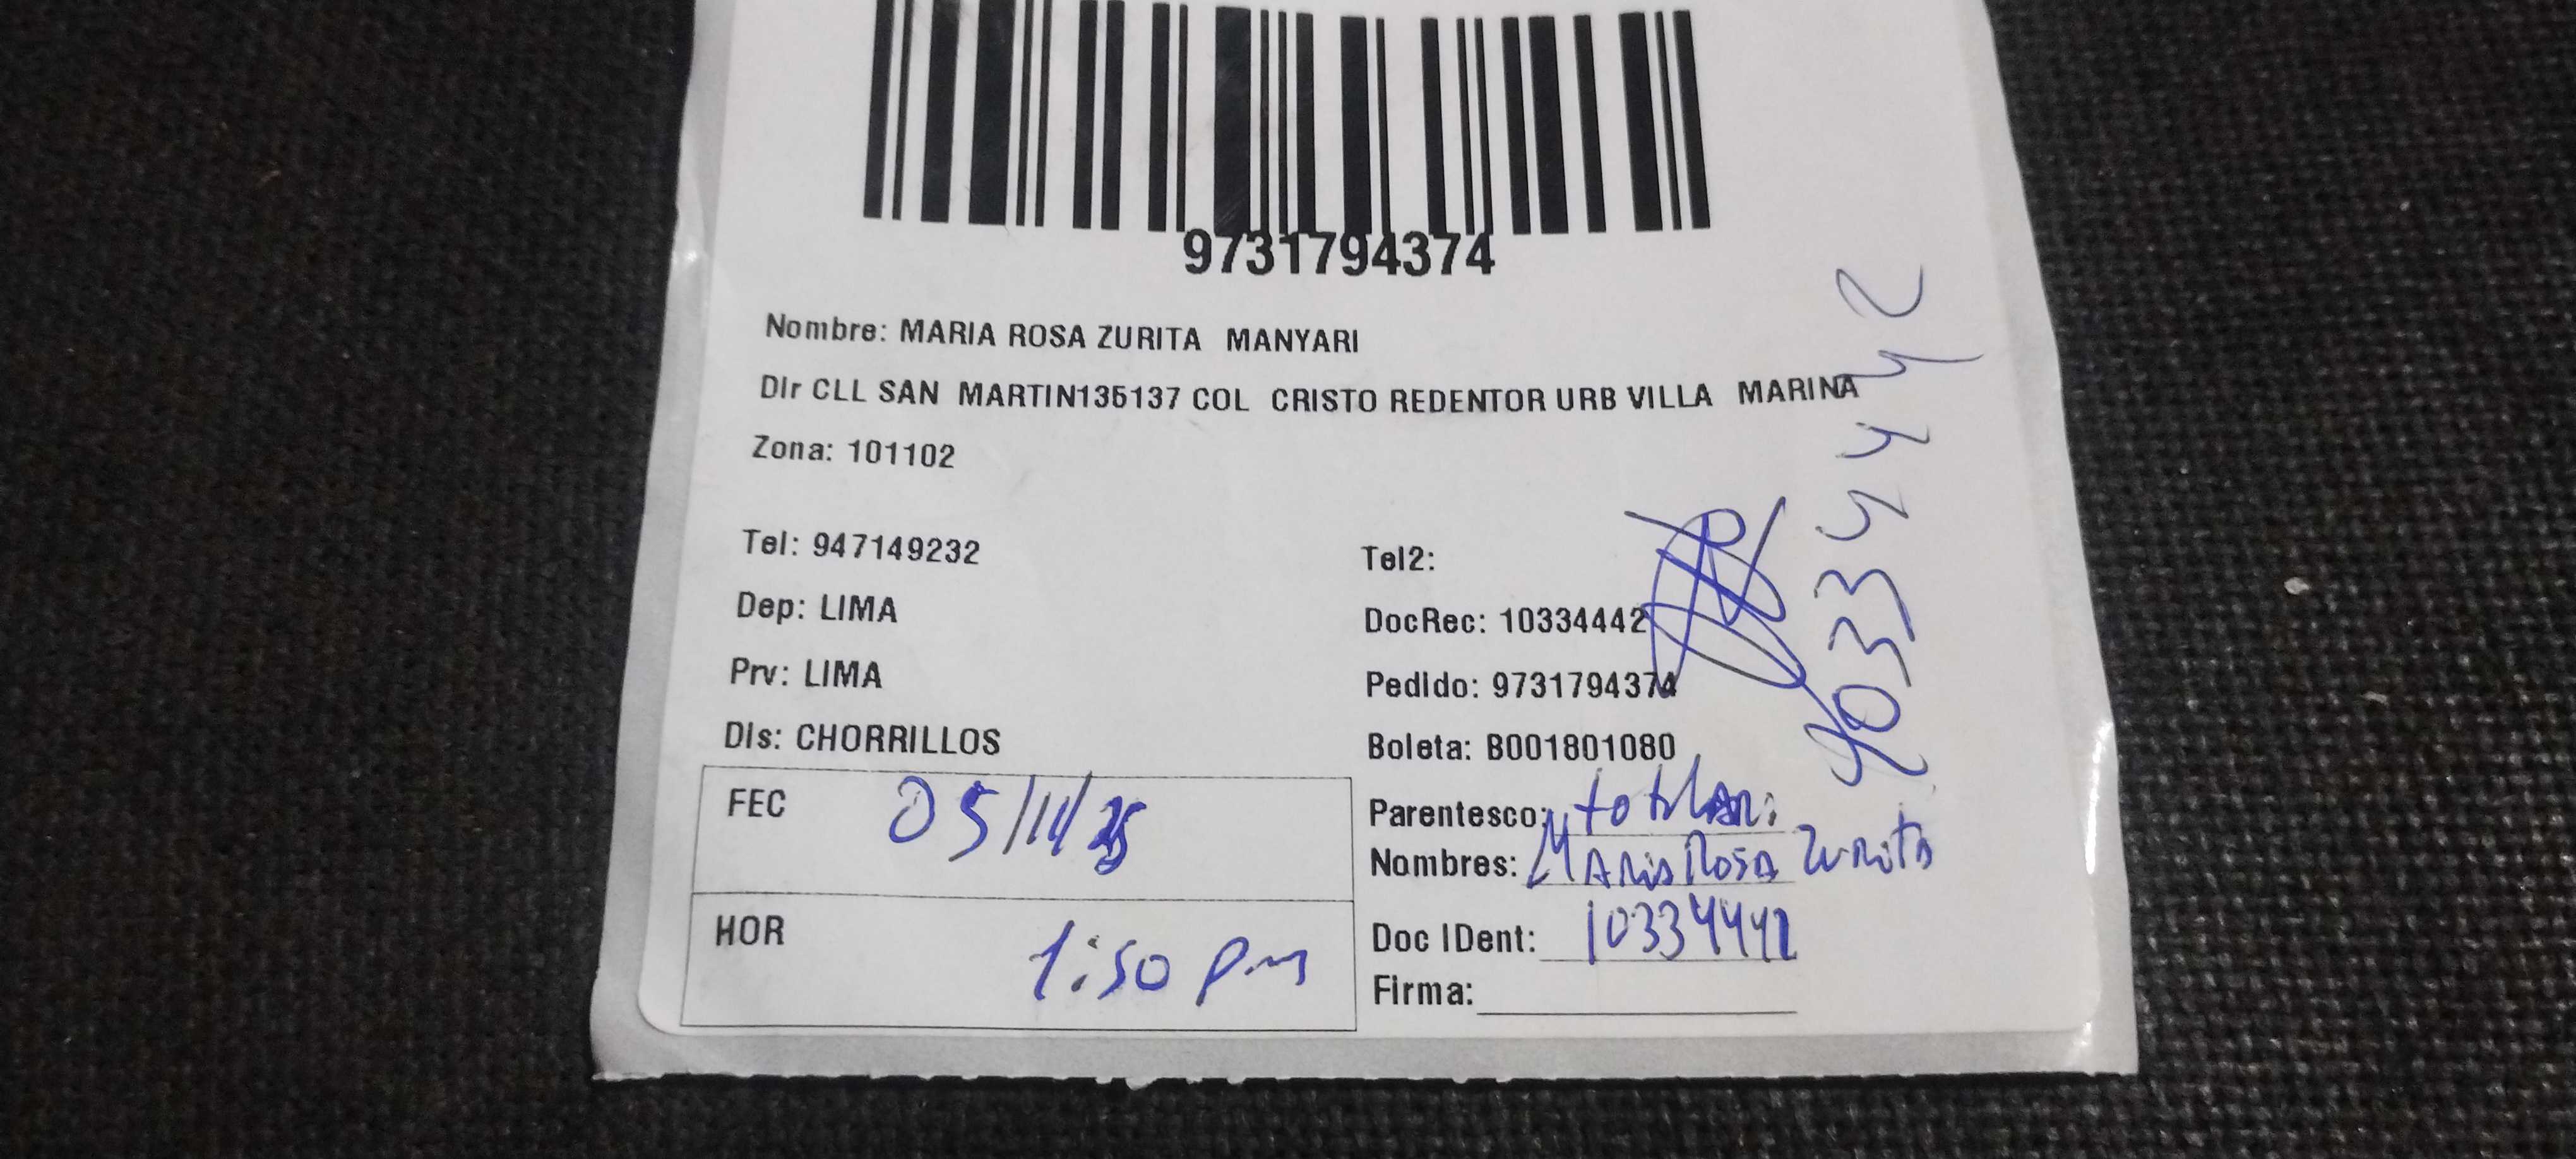 9731794374
Nombre: MARIA ROSA ZURITA MANYARI
Dir CLL SAN MARTIN135137 COL CRISTO REDENTOR URB VILLA MARINA
Zona: 101102
Tel: 947149232
Tel2:
Dep: LIMA
DocRec: 10334442
Prv: LIMA
Pedido: 9731794374
Dis: CHORRILLOS
Boleta: B001801080
10334442
FEC 05/11/25
Parentesco:
Nombres: MARiA ROSA ZuRitA
HOR 1:50 pm
Doc IDent: 10334442
Firma: